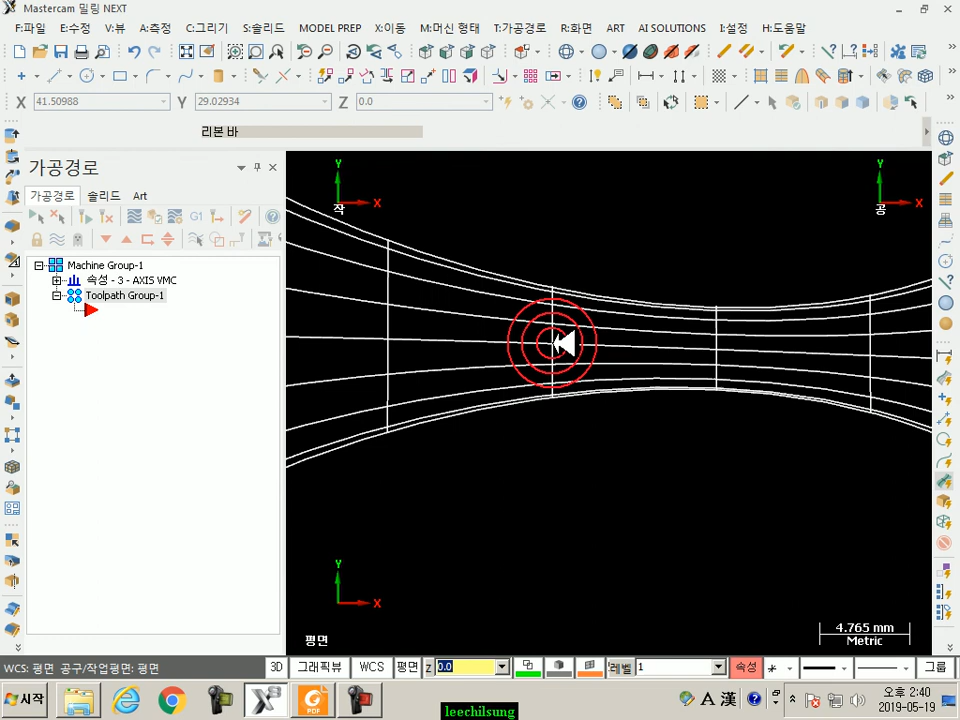 Mastercam 밀링 NEXT
F:파일 E:수정 V:뷰 A:측정 C:그리기 S:솔리드 MODEL PREP X:이동 M:머신 형태 T:가공경로 R:화면 ART AI SOLUTIONS I:설정 H:도움말
X 41.50988 Y 29.02934 Z 0.0
리본 바
가공경로
가공경로 솔리드 Art
G1
Machine Group-1
속성 - 3 - AXIS VMC
Toolpath Group-1
Y X 작
Y X 공
Y X
평면
4.765 mm
Metric
WCS: 평면 공구/작업평면: 평면 3D 그래픽뷰 WCS 평면 Z 0.0 레벨 1 속성 그룹
시작 PDF A 漢 오후 2:40
2019-05-19
leechilsung